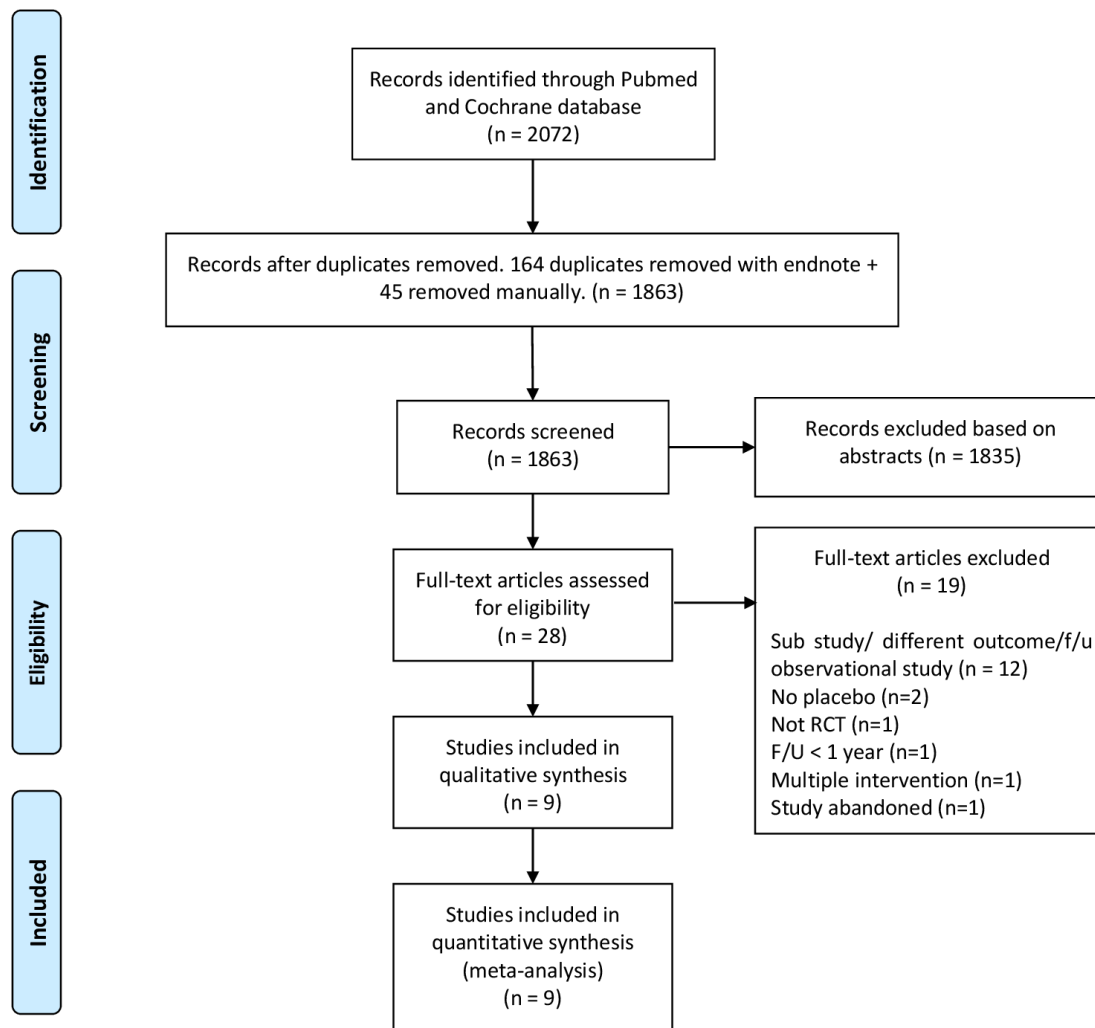 Identification
Records identified through Pubmed
and Cochrane database
(n = 2072)
Records after duplicates removed. 164 duplicates removed with endnote +
45 removed manually. (n = 1863)
Screening
Records screened
(n = 1863)
Records excluded based on
abstracts (n = 1835)
Eligibility
Full-text articles assessed
for eligibility
(n = 28)
Full-text articles excluded
(n = 19)
Sub study/ different outcome/f/u
observational study (n = 12)
No placebo (n=2)
Not RCT (n=1)
F/U < 1 year (n=1)
Multiple intervention (n=1)
Study abandoned (n=1)
Studies included in
qualitative synthesis
(n = 9)
Included
Studies included in
quantitative synthesis
(meta-analysis)
(n = 9)